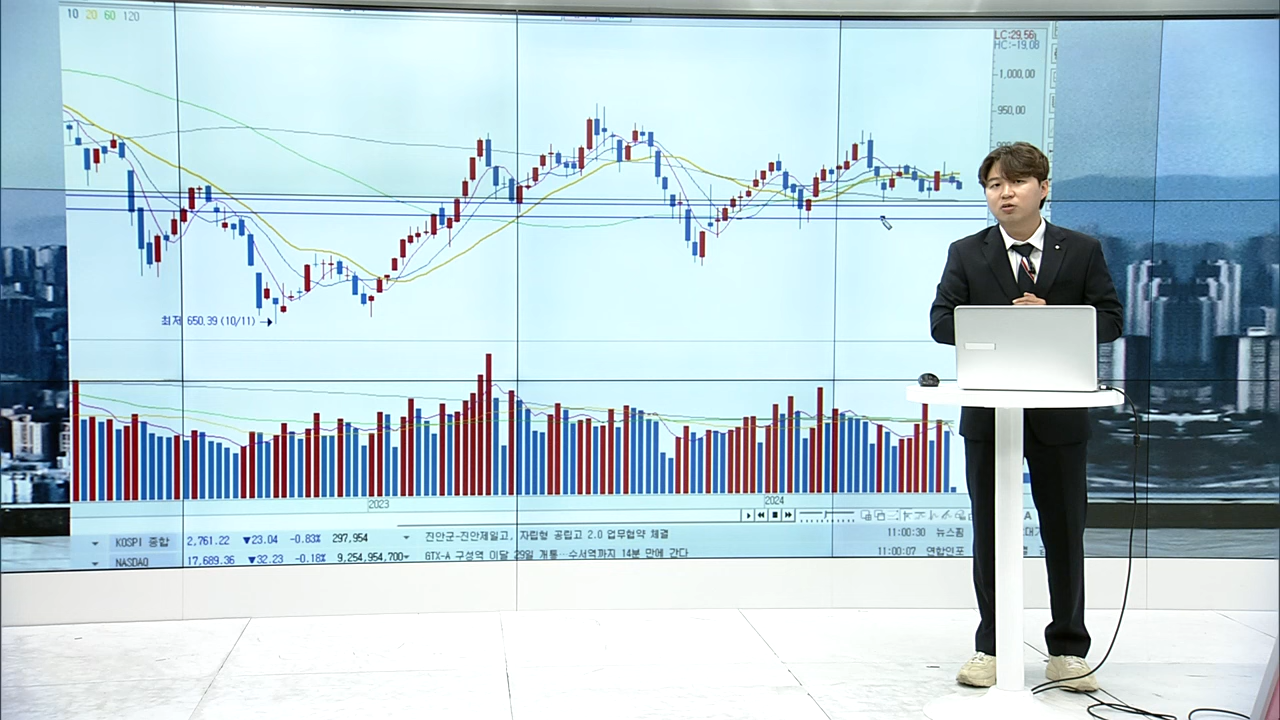 10 20 60 120
LC:29.56
HC:-19.08
1,000.00
950.00
최저 650.39 (10/11)
2023
2024
KOSPI 종합 2,761.22 ▼23.04 -0.83% 297,954
진안군-진안제일고, 자립형 공립고 2.0 업무협약 체결
11:00:30 뉴스핌
NASDAQ 17,689.36 ▼32.23 -0.18% 9,254,954,700
GTX-A 구성역 이달 29일 개통…수서역까지 14분 만에 간다
11:00:07 연합인포